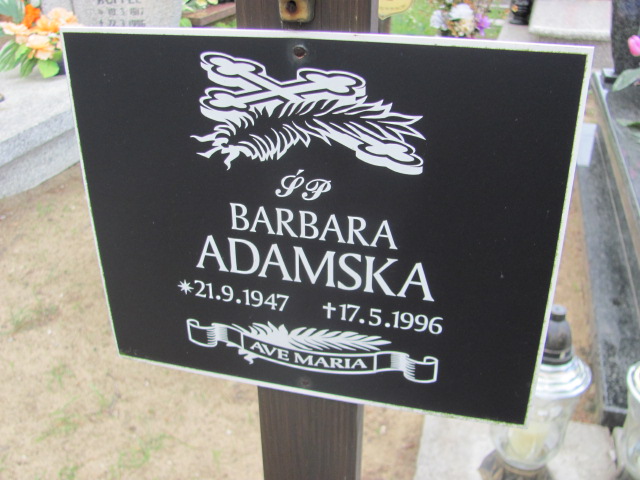 ŚP
BARBARA
ADAMSKA
*21.9.1947 †17.5.1996
AVE MARIA